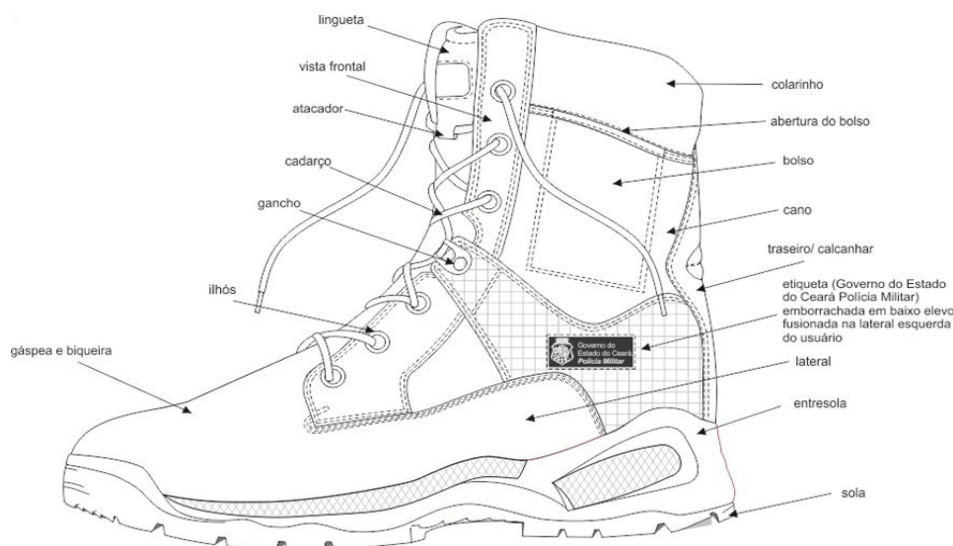 lingueta
vista frontal
atacador
cadarço
gancho
ilhós
gáspea e biqueira
colarinho
abertura do bolso
bolso
cano
traseiro/ calcanhar
etiqueta (Governo do Estado
do Ceará Polícia Militar)
emborrachada em baixo elevo
fusionada na lateral esquerda
do usuário
Governo do
Estado do Ceará
Polícia Militar
lateral
entresola
sola